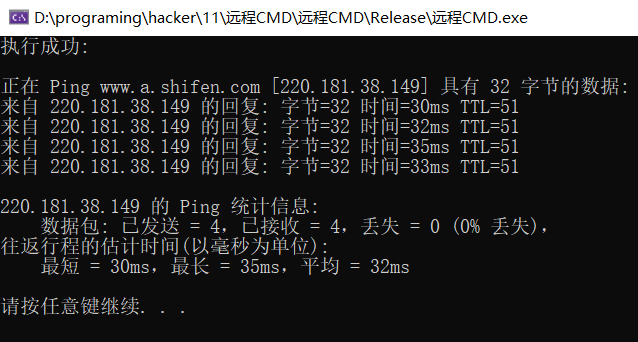 D:\programing\hacker\11\远程CMD\远程CMD\Release\远程CMD.exe
执行成功:
正在 Ping www.a.shifen.com [220.181.38.149] 具有 32 字节的数据:
来自 220.181.38.149 的回复: 字节=32 时间=30ms TTL=51
来自 220.181.38.149 的回复: 字节=32 时间=32ms TTL=51
来自 220.181.38.149 的回复: 字节=32 时间=35ms TTL=51
来自 220.181.38.149 的回复: 字节=32 时间=33ms TTL=51
220.181.38.149 的 Ping 统计信息:
数据包: 已发送 = 4，已接收 = 4，丢失 = 0 (0% 丢失)，
往返行程的估计时间(以毫秒为单位):
最短 = 30ms，最长 = 35ms，平均 = 32ms
请按任意键继续. . .